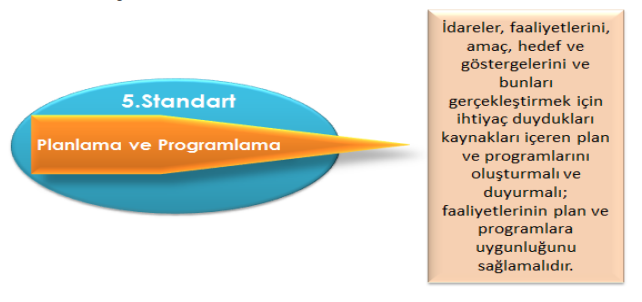 5.Standart
Planlama ve Programlama
İdareler, faaliyetlerini,
amaç, hedef ve
göstergelerini ve
bunları
gerçekleştirmek için
ihtiyaç duydukları
kaynakları içeren plan
ve programlarını
oluşturmalı ve
duyurmalı;
faaliyetlerinin plan ve
programlara
uygunluğunu
sağlamalıdır.